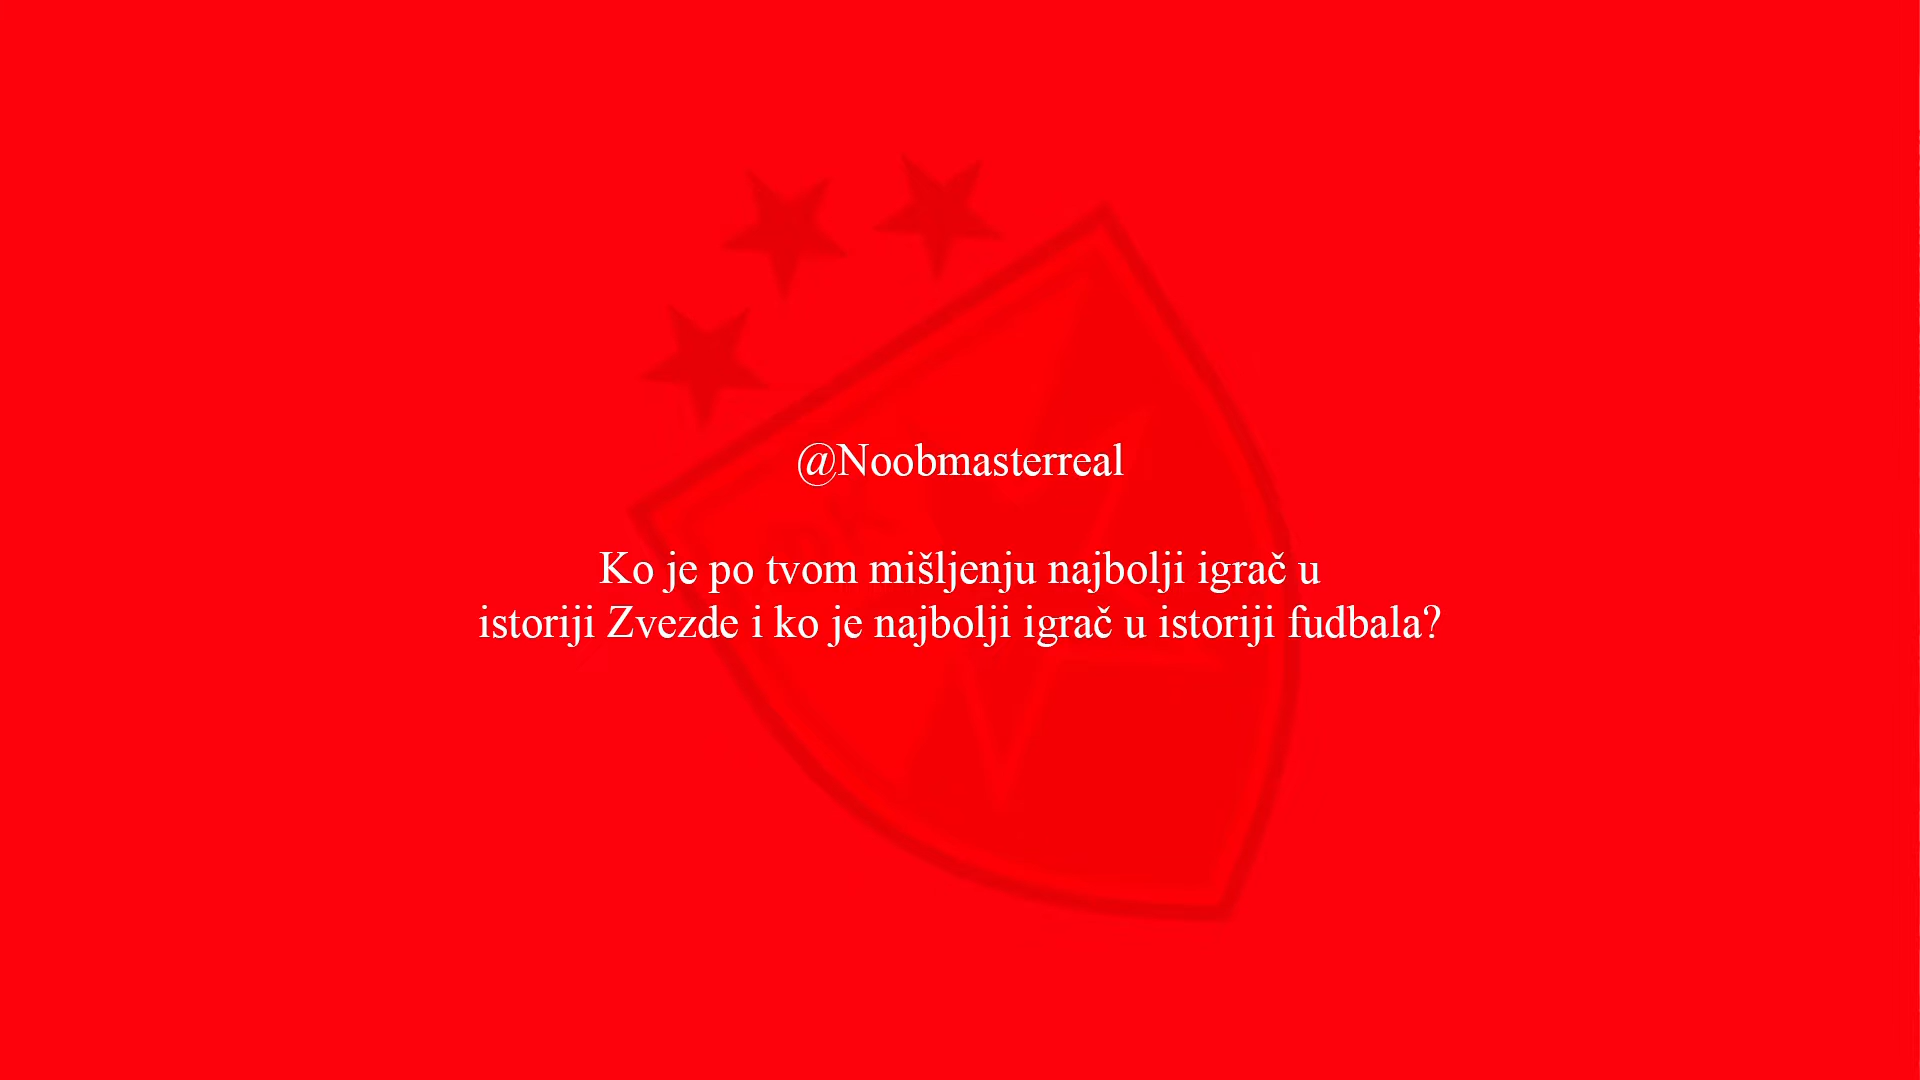 @Noobmasterreal
Ko je po tvom mišljenju najbolji igrač u
istoriji Zvezde i ko je najbolji igrač u istoriji fudbala?